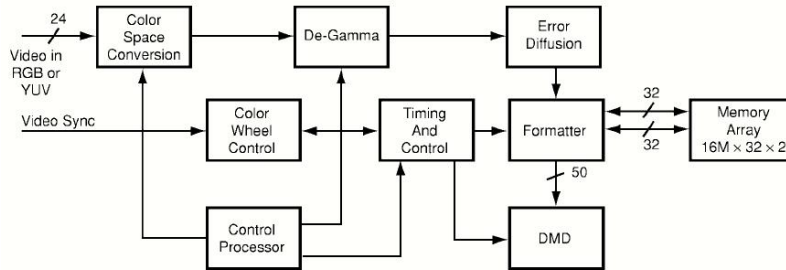 24
Video in
RGB or
YUV
Color
Space
Conversion
De-Gamma
Error
Diffusion
Video Sync
Color
Wheel
Control
Timing
And
Control
Formatter
32
32
Memory
Array
16M × 32 × 2
50
Control
Processor
DMD